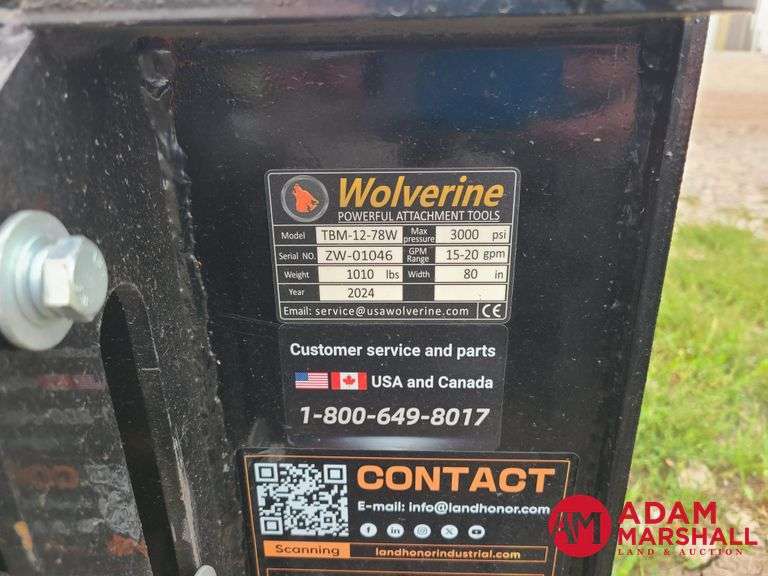 Wolverine
POWERFUL ATTACHMENT TOOLS
Model TBM-12-78W Max pressure 3000 psi
Serial NO. ZW-01046 GPM Range 15-20 gpm
Weight 1010 lbs Width 80 in
Year 2024
Email: service@usawolverine.com CE
Customer service and parts
USA and Canada
1-800-649-8017
CONTACT
E-mail: info@landhonor.com
Scanning landhonorindustrial.com
AM ADAM
MARSHALL
LAND & AUCTION